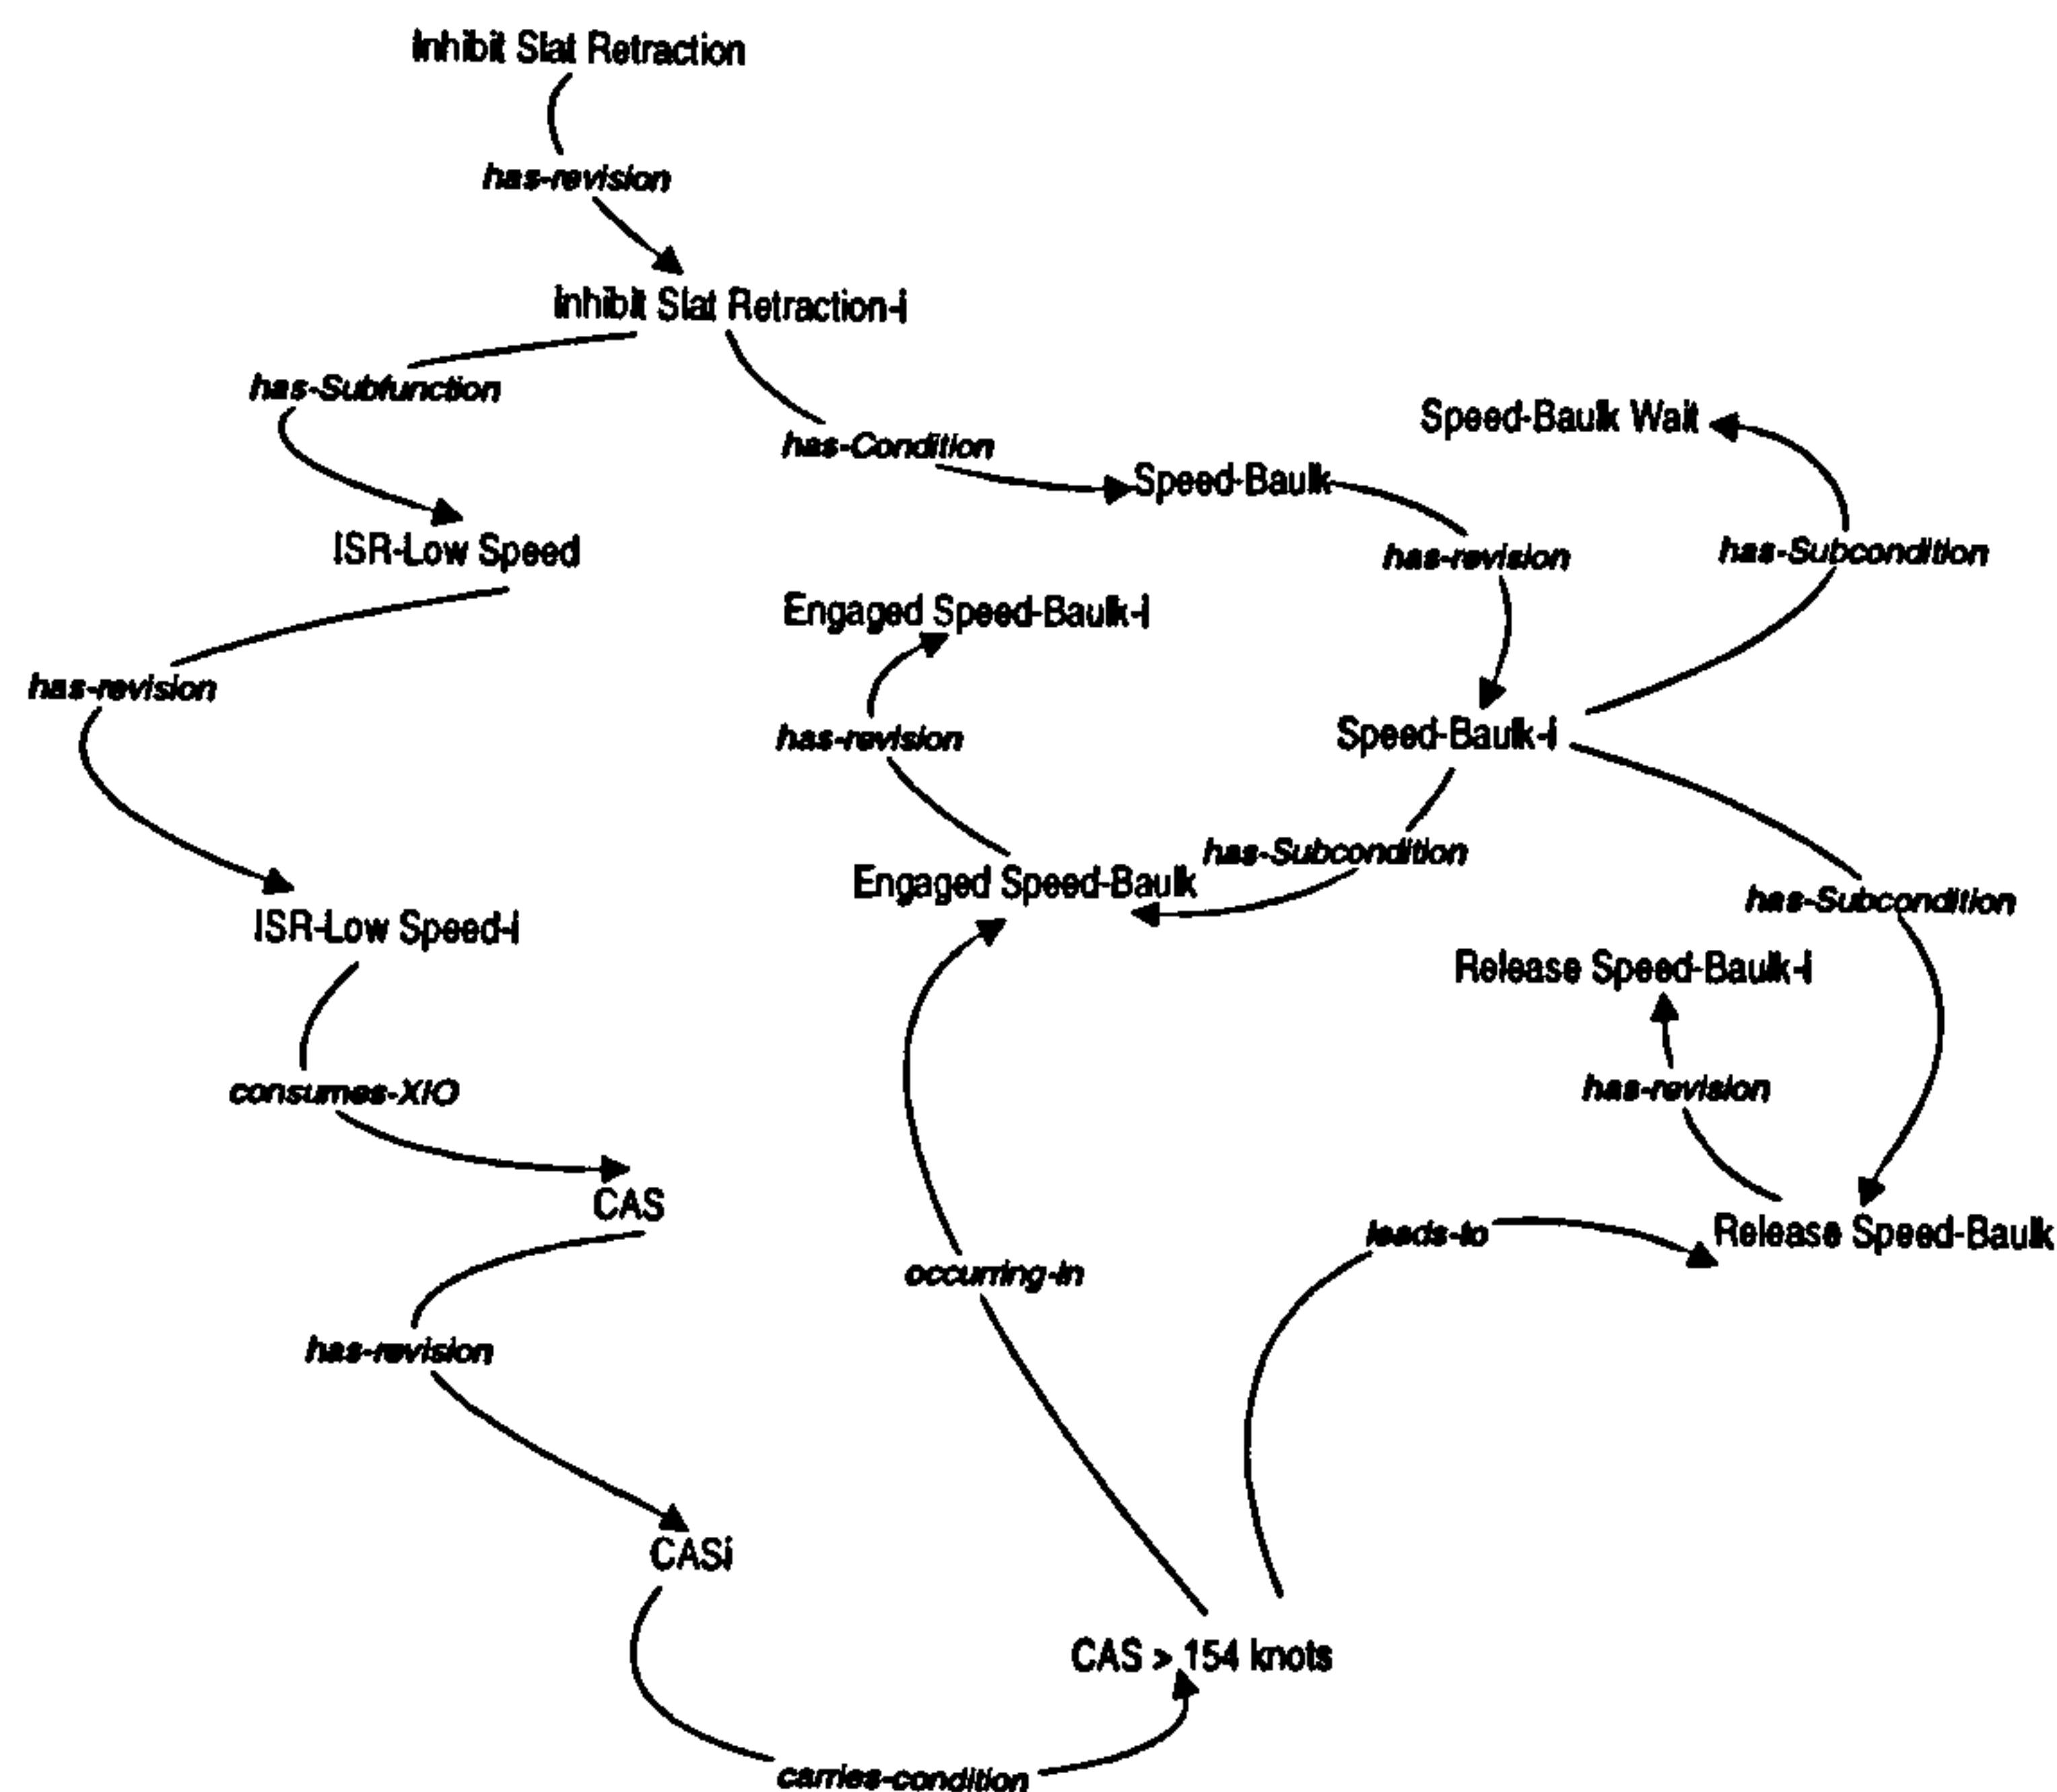 Inhibit Slat Retraction
has-revision
Inhibit Slat Retraction-i
has-Subfunction
has-Condition
Speed-Baulk Wait
Speed-Baulk
ISR-Low Speed
has-revision
has-Subcondition
Engaged Speed-Baulk-i
has-revision
has-revision
Speed-Baulk-i
has-Subcondition
Engaged Speed-Baulk
has-Subcondition
ISR-Low Speed-i
Release Speed-Baulk-i
consumes-XIO
has-revision
CAS
leads-to
Release Speed-Baulk
occurring-in
has-revision
CASi
CAS > 154 knots
carries-condition